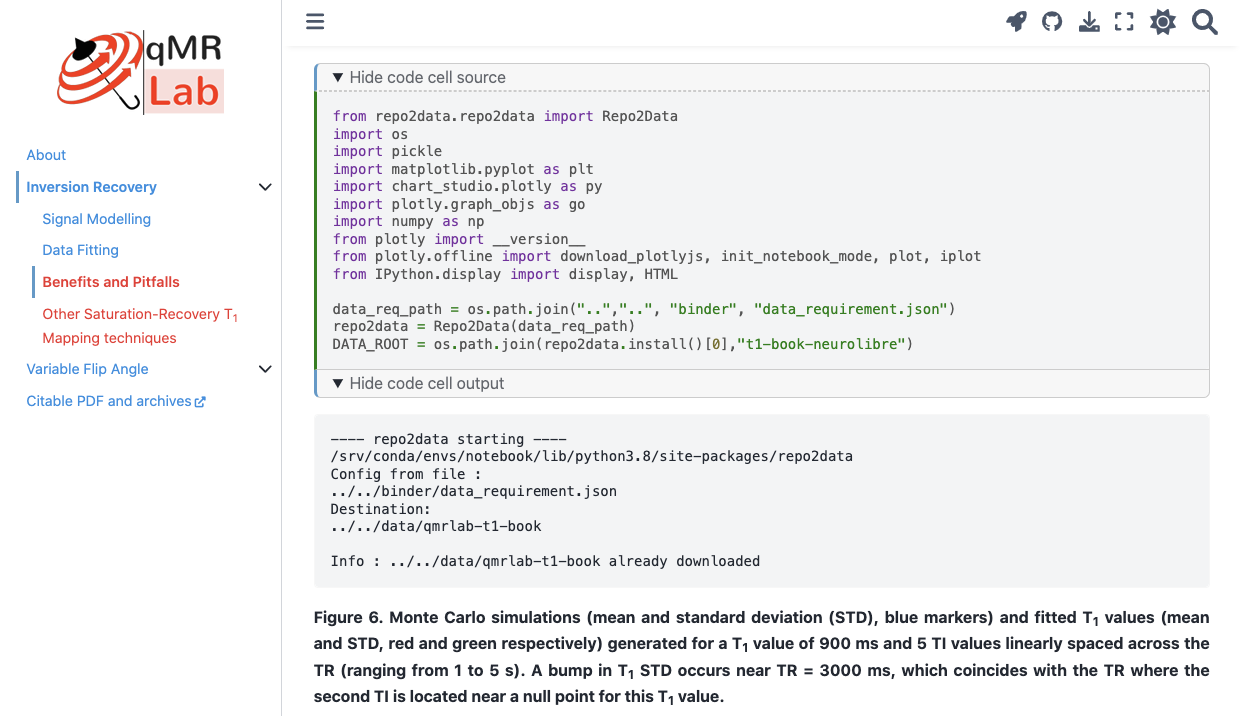 qMR
Lab
About
Inversion Recovery
Signal Modelling
Data Fitting
Benefits and Pitfalls
Other Saturation-Recovery T₁
Mapping techniques
Variable Flip Angle
Citable PDF and archives
▼ Hide code cell source
from repo2data.repo2data import Repo2Data
import os
import pickle
import matplotlib.pyplot as plt
import chart_studio.plotly as py
import plotly.graph_objs as go
import numpy as np
from plotly import __version__
from plotly.offline import download_plotlyjs, init_notebook_mode, plot, iplot
from IPython.display import display, HTML
data_req_path = os.path.join("..","..", "binder", "data_requirement.json")
repo2data = Repo2Data(data_req_path)
DATA_ROOT = os.path.join(repo2data.install()[0],"t1-book-neurolibre")
▼ Hide code cell output
---- repo2data starting ----
/srv/conda/envs/notebook/lib/python3.8/site-packages/repo2data
Config from file :
../../binder/data_requirement.json
Destination:
../../data/qmrlab-t1-book
Info : ../../data/qmrlab-t1-book already downloaded
Figure 6. Monte Carlo simulations (mean and standard deviation (STD), blue markers) and fitted T₁ values (mean
and STD, red and green respectively) generated for a T₁ value of 900 ms and 5 TI values linearly spaced across the
TR (ranging from 1 to 5 s). A bump in T₁ STD occurs near TR = 3000 ms, which coincides with the TR where the
second TI is located near a null point for this T₁ value.